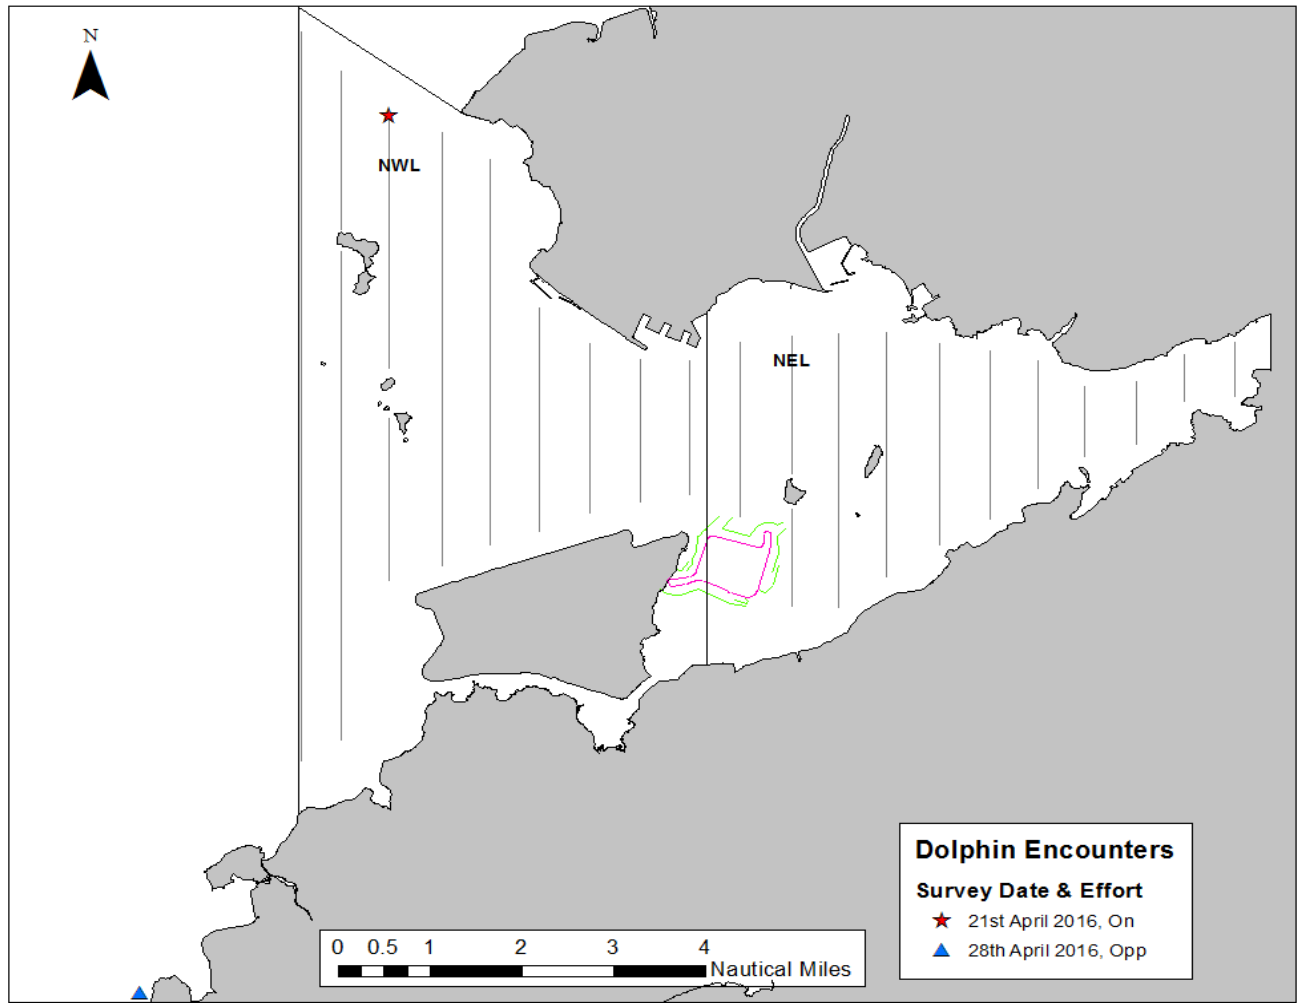 N
NWL
NEL
Dolphin Encounters
Survey Date & Effort
21st April 2016, On
28th April 2016, Opp
0 0.5 1 2 3 4
Nautical Miles